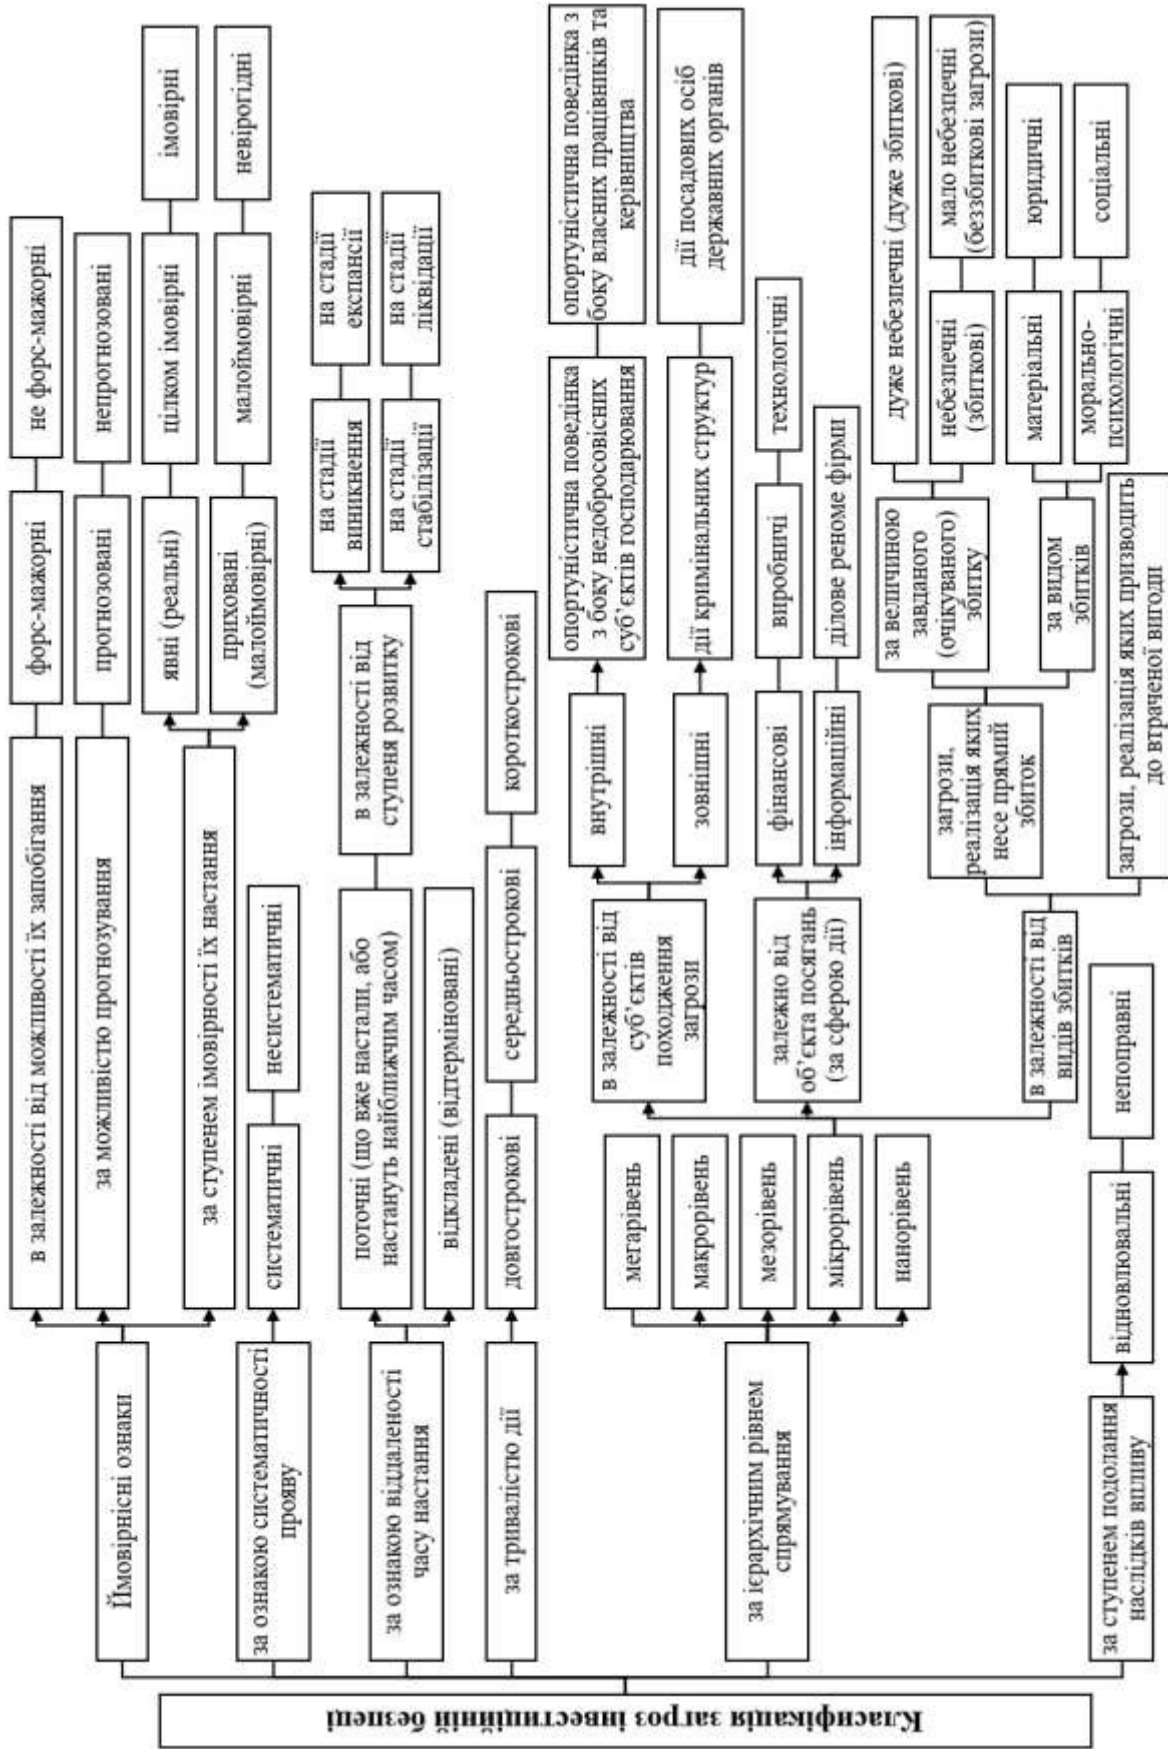 Класифікація загроз інвестиційній безпеці
Ймовірнісні ознаки
в залежності від можливості їх запобігання
форс-мажорні
не форс-мажорні
за можливістю прогнозування
прогнозовані
непрогнозовані
за ступенем імовірності їх настання
явні (реальні)
цілком імовірні
імовірні
приховані
(малоймовірні)
малоймовірні
невірогідні
за ознакою систематичності
прояву
систематичні
несистематичні
за ознакою віддаленості
часу настання
поточні (що вже настали, або
настануть найближчим часом)
в залежності від
ступеня розвитку
на стадії
виникнення
на стадії
експансії
на стадії
стабілізації
на стадії
ліквідації
відкладені (відтерміновані)
за тривалістю дії
довгострокові
середньострокові
короткострокові
за ієрархічним рівнем
спрямування
мегарівень
макрорівень
мезорівень
мікрорівень
нанорівень
в залежності від
суб’єктів
походження
загрози
внутрішні
опортуністична поведінка
з боку недобросовісних
суб’єктів господарювання
опортуністична поведінка з
боку власних працівників та
керівництва
зовнішні
дії кримінальних структур
дії посадових осіб
державних органів
залежно від
об’єкта посягань
(за сферою дії)
фінансові
виробничі
технологічні
інформаційні
ділове реноме фірми
в залежності від
видів збитків
загрози,
реалізація яких
несе прямий
збиток
за величиною
завданого
(очікуваного)
збитку
дуже небезпечні (дуже збиткові)
небезпечні
(збиткові)
мало небезпечні
(беззбиткові загрози)
за видом
збитків
матеріальні
юридичні
морально-
психологічні
соціальні
загрози, реалізація яких призводить
до втраченої вигоди
за ступенем подолання
наслідків впливу
відновлювальні
непоправні